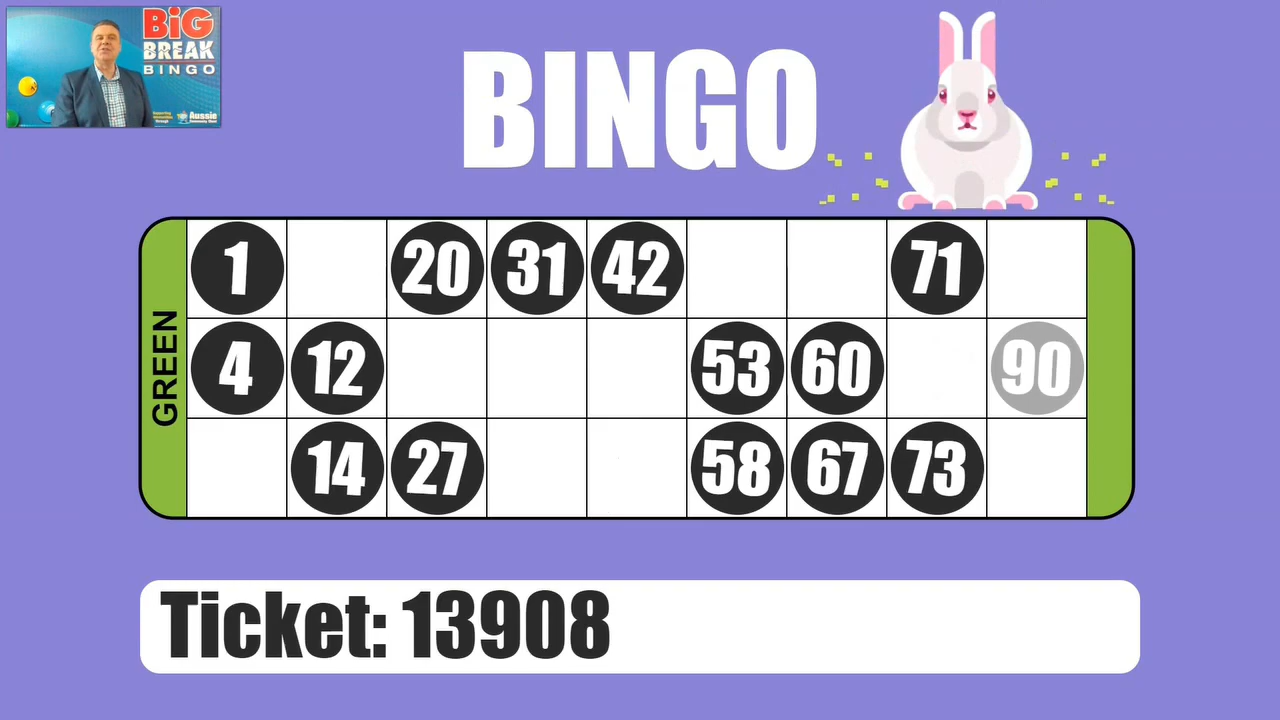 BiG
BREAK
BINGO
Aussie
BINGO
GREEN
1 20 31 42 71
4 12 53 60 90
14 27 58 67 73
Ticket: 13908